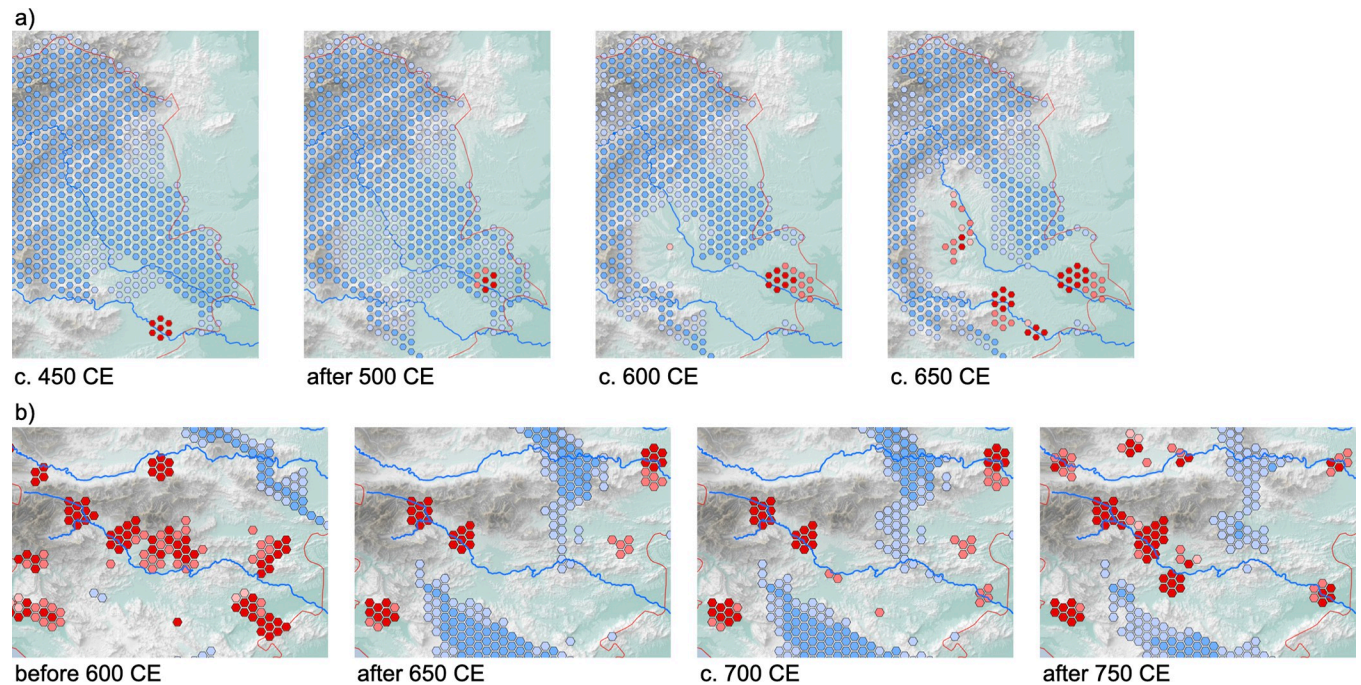 a)
c. 450 CE
after 500 CE
c. 600 CE
c. 650 CE
b)
before 600 CE
after 650 CE
c. 700 CE
after 750 CE